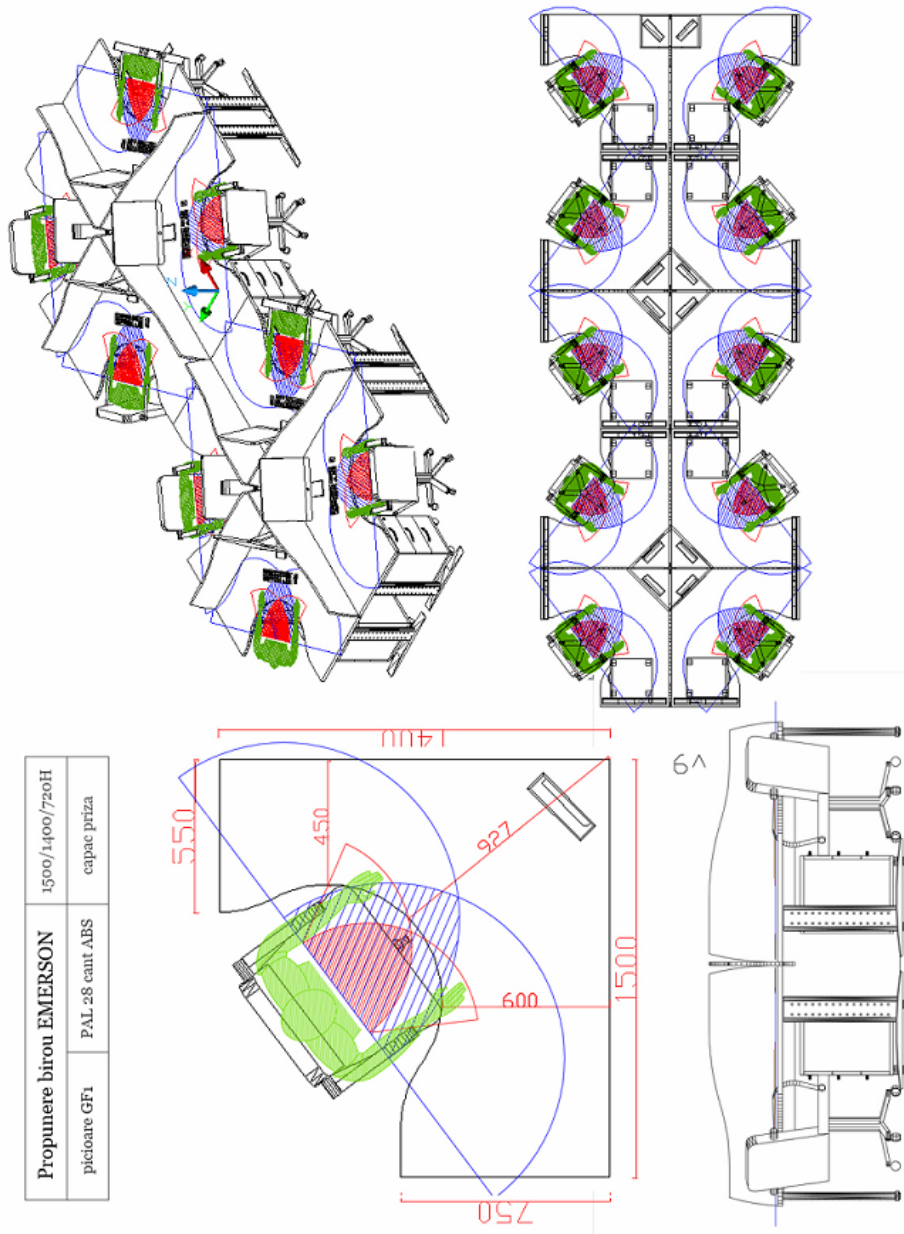 Propunere birou EMERSON
1500/1400/720H
picioare GF1
PAL 28 cant ABS
capac priza
1400
550
450
927
600
1500
750